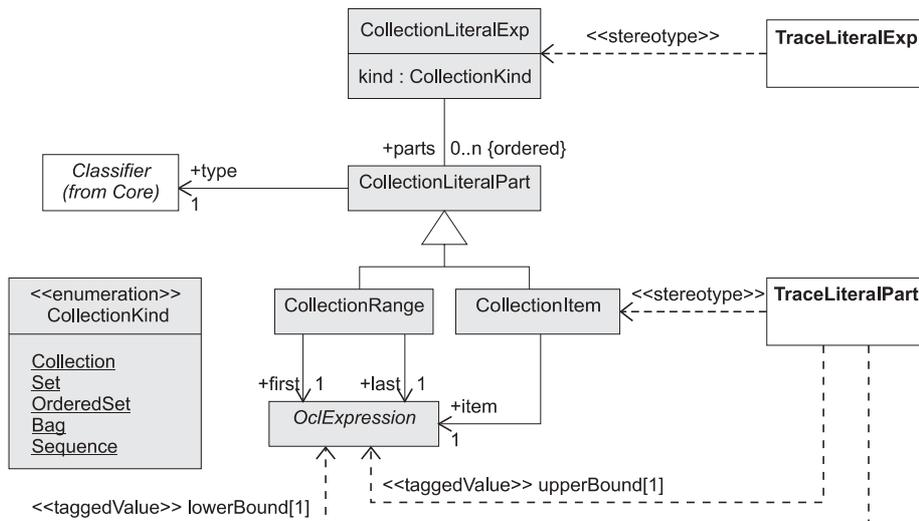 CollectionLiteralExp
kind : CollectionKind
<<stereotype>>
TraceLiteralExp
+parts
0..n {ordered}
Classifier
(from Core)
+type
1
CollectionLiteralPart
<<enumeration>>
CollectionKind
Collection
Set
OrderedSet
Bag
Sequence
CollectionRange
CollectionItem
<<stereotype>>
TraceLiteralPart
+first
1
+last
1
+item
1
OclExpression
<<taggedValue>> upperBound[1]
<<taggedValue>> lowerBound[1]